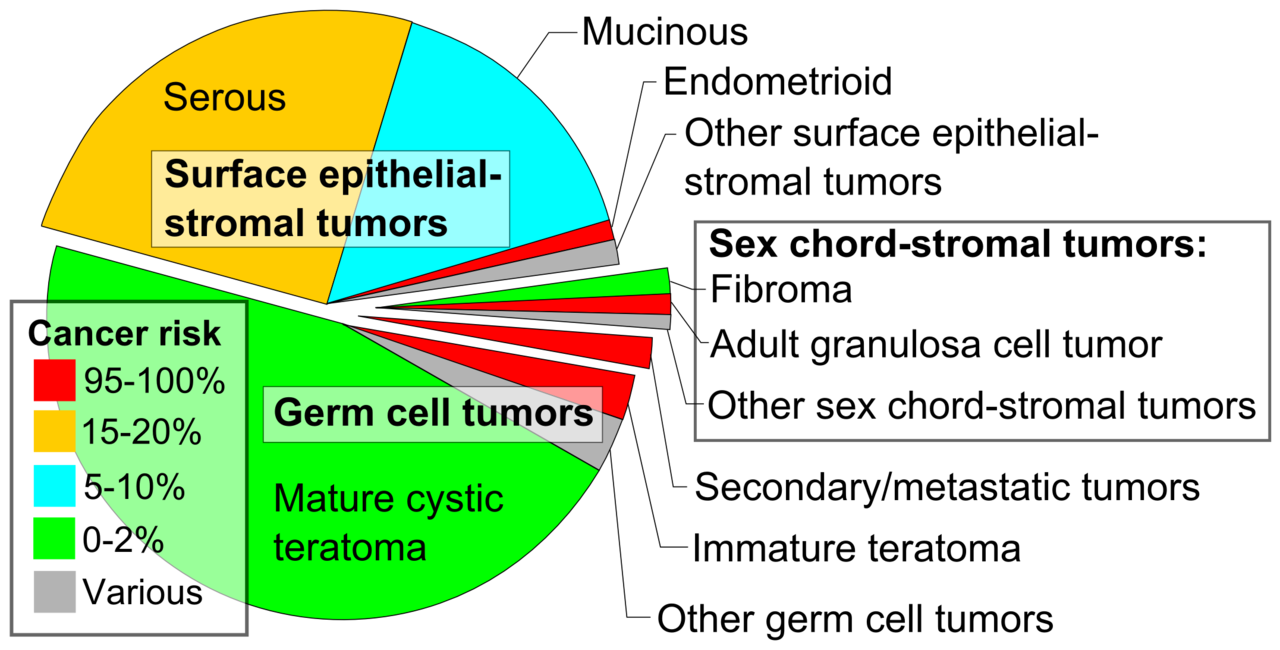 Mucinous
Endometrioid
Serous
Other surface epithelial-
stromal tumors
Surface epithelial-
stromal tumors
Sex chord-stromal tumors:
Fibroma
Adult granulosa cell tumor
Other sex chord-stromal tumors
Cancer risk
95-100%
15-20%
5-10%
0-2%
Various
Germ cell tumors
Mature cystic
teratoma
Secondary/metastatic tumors
Immature teratoma
Other germ cell tumors